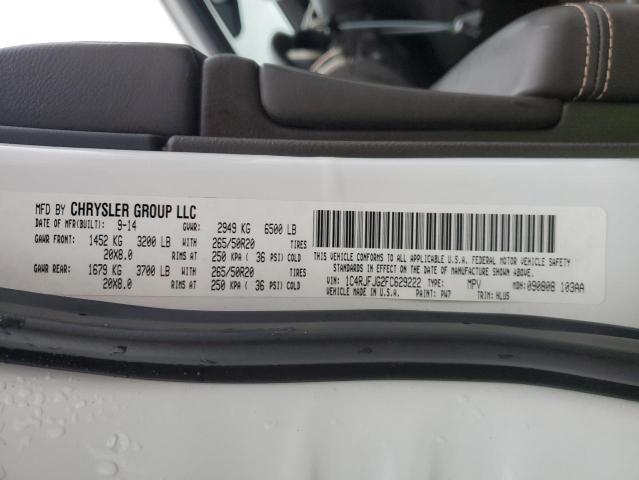 MFD BY CHRYSLER GROUP LLC
DATE OF MFR(BUILT): 9-14 GVWR: 2949 KG 6500 LB
GAWR FRONT: 1452 KG 3200 LB WITH 265/50R20 TIRES
20X8.0 RIMS AT 250 KPA ( 36 PSI) COLD
GAWR REAR: 1679 KG 3700 LB WITH 265/50R20 TIRES
20X8.0 RIMS AT 250 KPA ( 36 PSI) COLD
THIS VEHICLE CONFORMS TO ALL APPLICABLE U.S.A. FEDERAL MOTOR VEHICLE SAFETY
STANDARDS IN EFFECT ON THE DATE OF MANUFACTURE SHOWN ABOVE.
VIN: 1C4RJFJG2FC629222 TYPE: MPV MDH: 090808 103AA
VEHICLE MADE IN U.S.A. PAINT: PW7 TRIM: HLU5